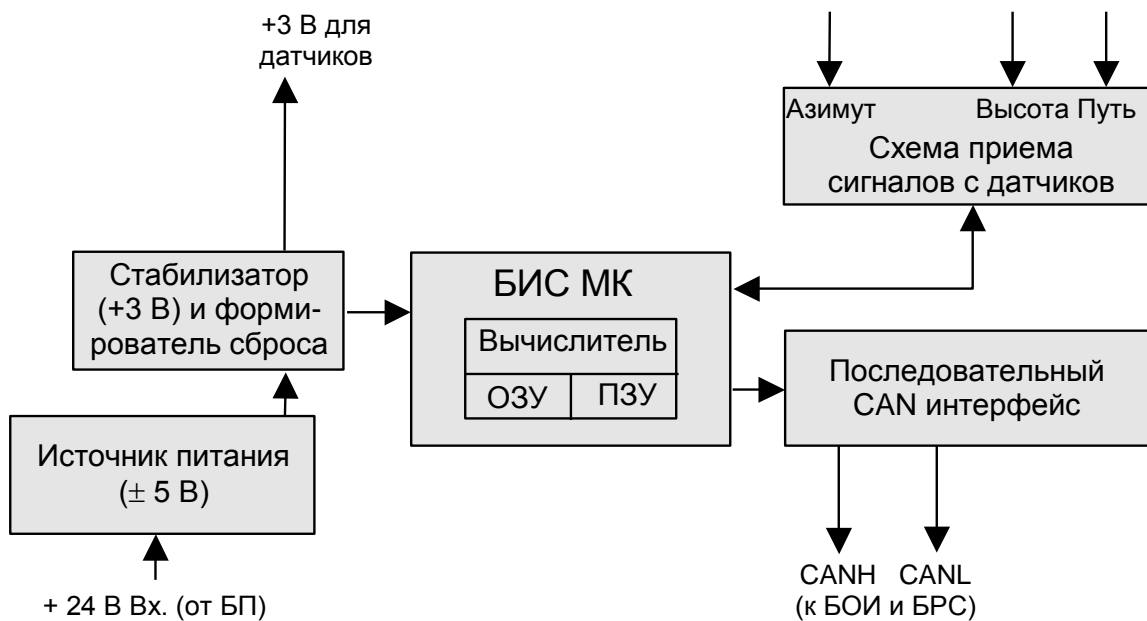 +3 В для
датчиков
Азимут
Высота Путь
Схема приема
сигналов с датчиков
Стабилизатор
(+3 В) и форми-
рователь сброса
БИС МК
Вычислитель
ОЗУ
ПЗУ
Последовательный
CAN интерфейс
Источник питания
(± 5 В)
CANH CANL
(к БОИ и БРС)
+ 24 В Вх. (от БП)